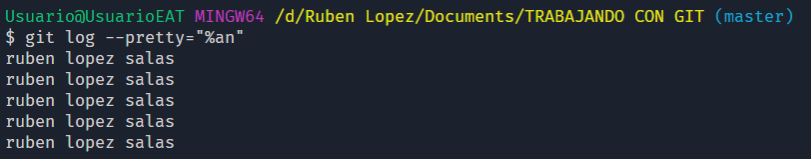 Usuario@UsuarioEAT MINGW64 /d/Ruben Lopez/Documents/TRABAJANDO CON GIT (master)
$ git log --pretty="%an"
ruben lopez salas
ruben lopez salas
ruben lopez salas
ruben lopez salas
ruben lopez salas